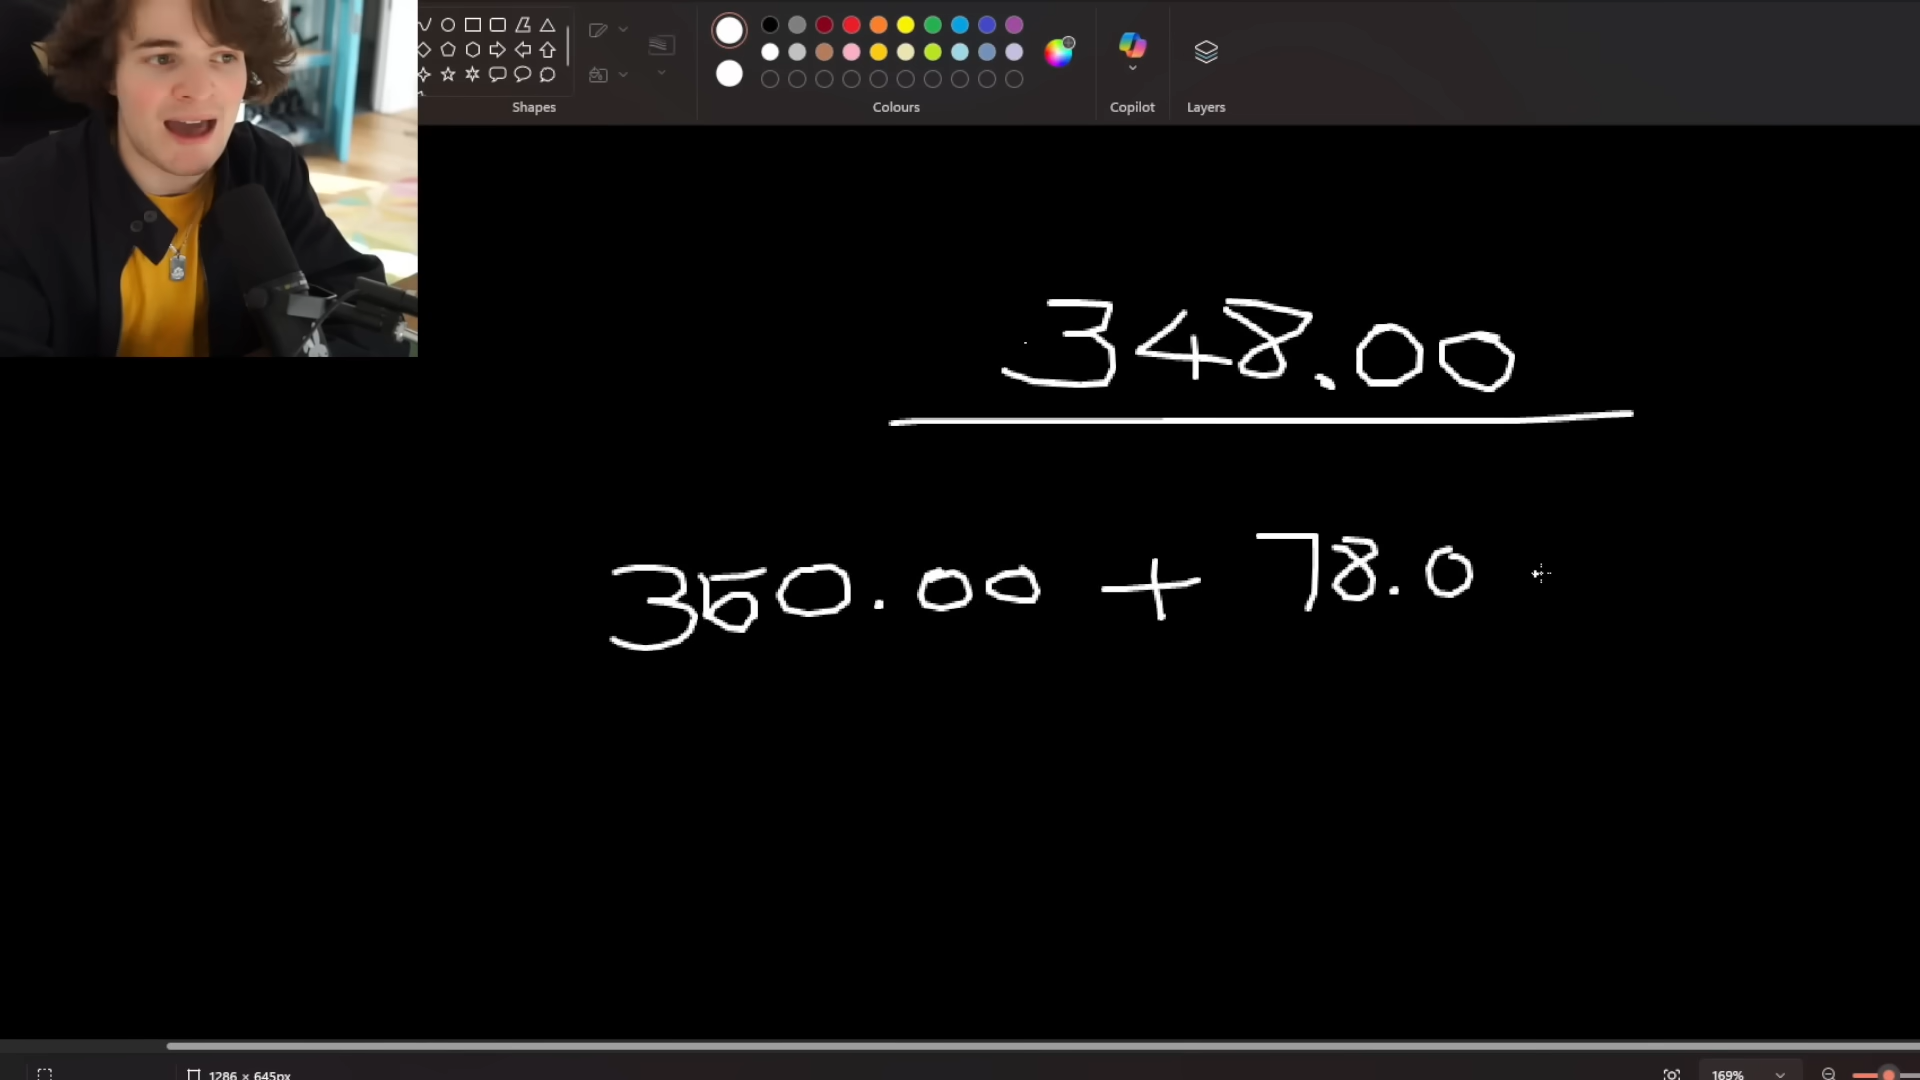 Shapes
Colours
Copilot
Layers
348.00
350.00 + 78.0
1286 × 645px
169%